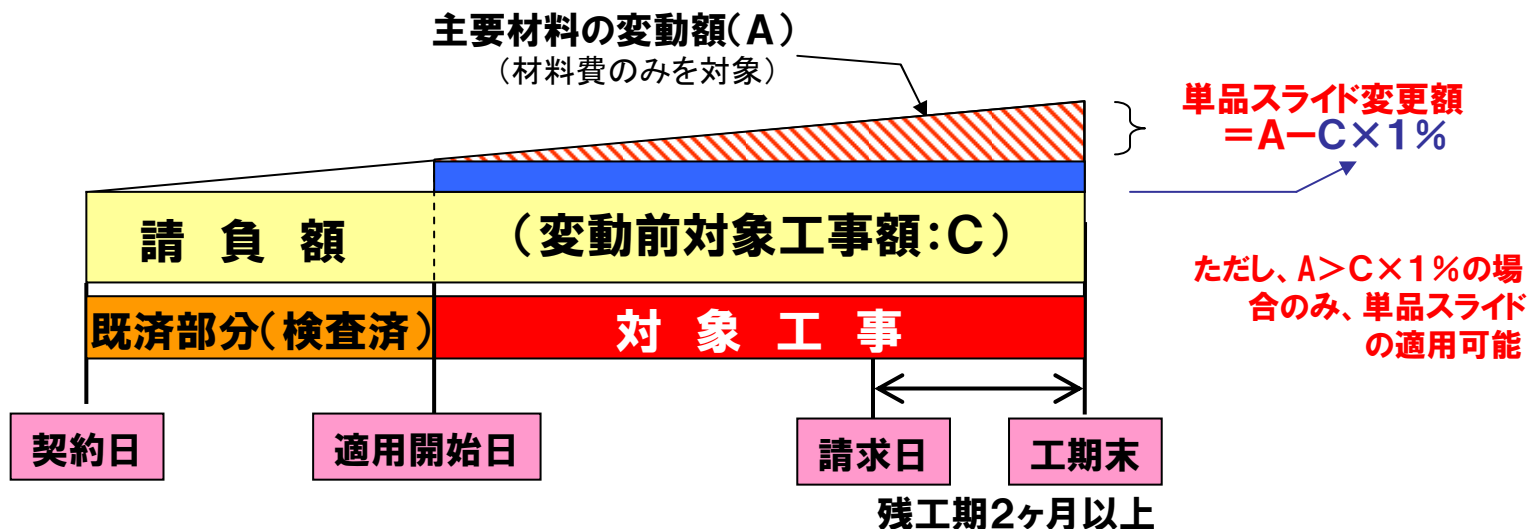 主要材料の変動額(A)
(材料費のみを対象)
単品スライド変更額
=A-C×1%
請 負 額
(変動前対象工事額:C)
ただし、A>C×1%の場
合のみ、単品スライド
の適用可能
既済部分(検査済)
対 象 工 事
契約日
適用開始日
請求日
工期末
残工期2ヶ月以上